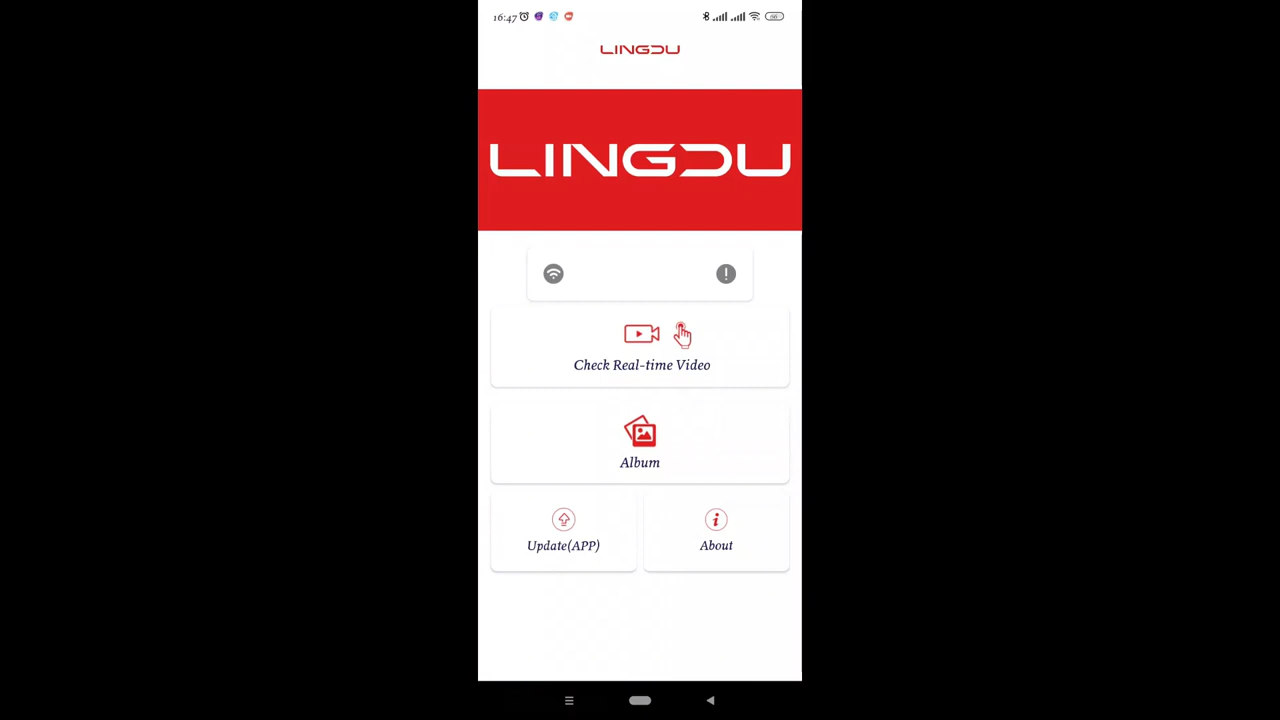 16:47
LINGDU
LINGDU
Check Real-time Video
Album
Update(APP)
About